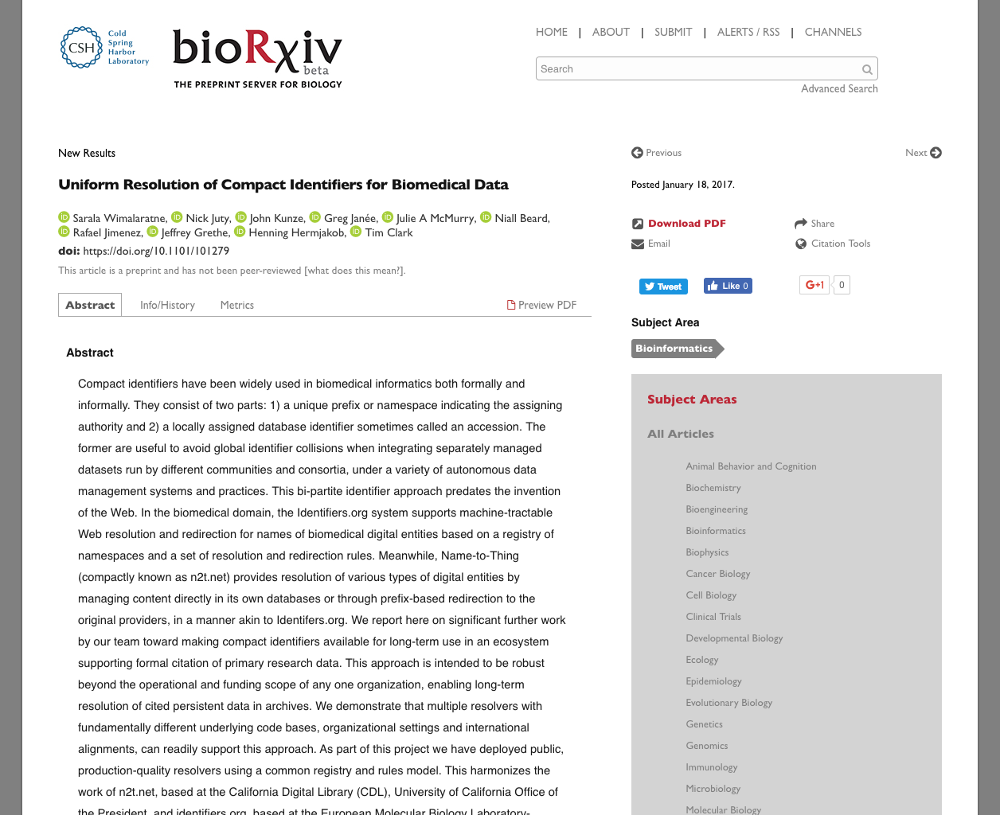 Cold
Spring
Harbor
Laboratory
CSH
bioRxiv
beta
THE PREPRINT SERVER FOR BIOLOGY
HOME | ABOUT | SUBMIT | ALERTS / RSS | CHANNELS
Search
Advanced Search
New Results
Uniform Resolution of Compact Identifiers for Biomedical Data
iD Sarala Wimalaratne, iD Nick Juty, iD John Kunze, iD Greg Janée, iD Julie A McMurry, iD Niall Beard,
iD Rafael Jimenez, iD Jeffrey Grethe, iD Henning Hermjakob, iD Tim Clark
doi: https://doi.org/10.1101/101279
This article is a preprint and has not been peer-reviewed [what does this mean?].
Abstract Info/History Metrics Preview PDF
Abstract
Compact identifiers have been widely used in biomedical informatics both formally and
informally. They consist of two parts: 1) a unique prefix or namespace indicating the assigning
authority and 2) a locally assigned database identifier sometimes called an accession. The
former are useful to avoid global identifier collisions when integrating separately managed
datasets run by different communities and consortia, under a variety of autonomous data
management systems and practices. This bi-partite identifier approach predates the invention
of the Web. In the biomedical domain, the Identifiers.org system supports machine-tractable
Web resolution and redirection for names of biomedical digital entities based on a registry of
namespaces and a set of resolution and redirection rules. Meanwhile, Name-to-Thing
(compactly known as n2t.net) provides resolution of various types of digital entities by
managing content directly in its own databases or through prefix-based redirection to the
original providers, in a manner akin to Identifers.org. We report here on significant further work
by our team toward making compact identifiers available for long-term use in an ecosystem
supporting formal citation of primary research data. This approach is intended to be robust
beyond the operational and funding scope of any one organization, enabling long-term
resolution of cited persistent data in archives. We demonstrate that multiple resolvers with
fundamentally different underlying code bases, organizational settings and international
alignments, can readily support this approach. As part of this project we have deployed public,
production-quality resolvers using a common registry and rules model. This harmonizes the
work of n2t.net, based at the California Digital Library (CDL), University of California Office of
the President, and identifiers.org, based at the European Molecular Biology Laboratory-
Previous Next
Posted January 18, 2017.
Download PDF Share
Email Citation Tools
Tweet Like 0 G+1 0
Subject Area
Bioinformatics
Subject Areas
All Articles
Animal Behavior and Cognition
Biochemistry
Bioengineering
Bioinformatics
Biophysics
Cancer Biology
Cell Biology
Clinical Trials
Developmental Biology
Ecology
Epidemiology
Evolutionary Biology
Genetics
Genomics
Immunology
Microbiology
Molecular Biology